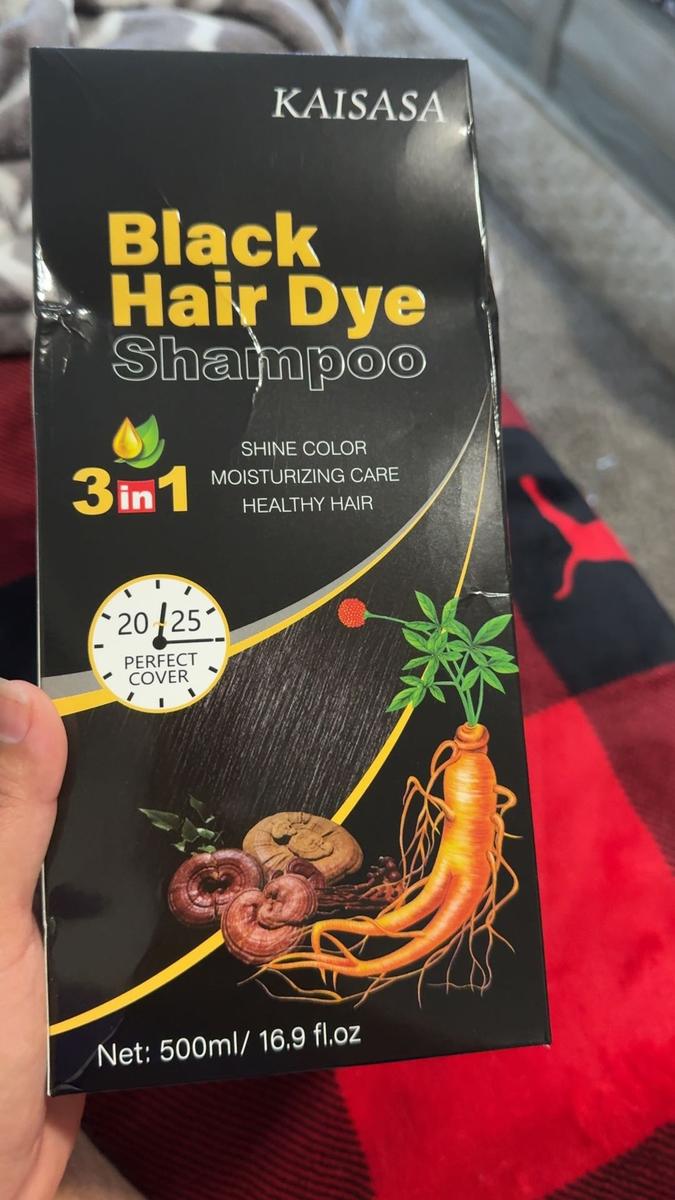 KAISASA
Black
Hair Dye
Shampoo
3in1
SHINE COLOR
MOISTURIZING CARE
HEALTHY HAIR
20~25
PERFECT
COVER
Net: 500ml/ 16.9 fl.oz